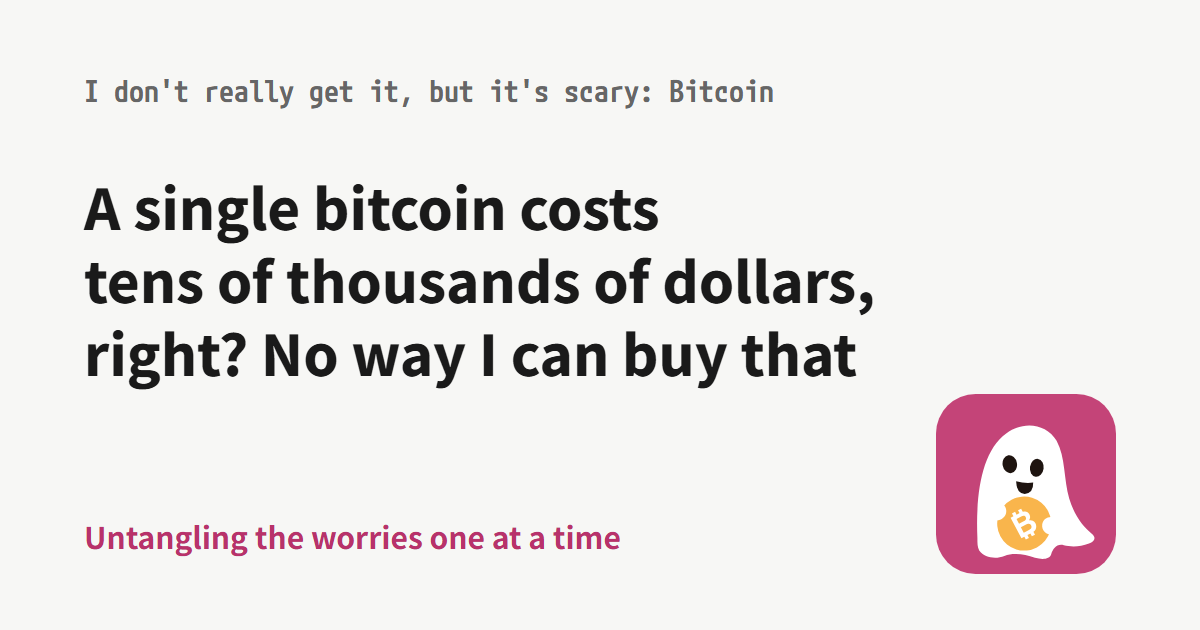 I don't really get it, but it's scary: Bitcoin
A single bitcoin costs
tens of thousands of dollars,
right? No way I can buy that
Untangling the worries one at a time